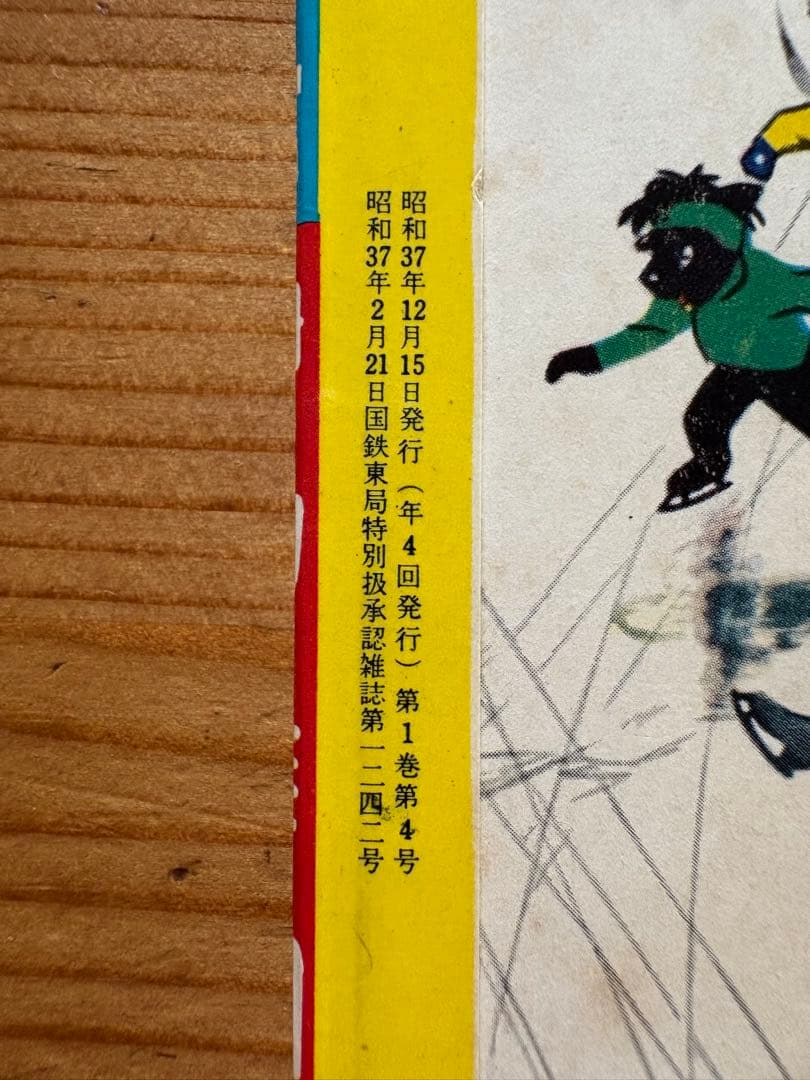 昭和37年12月15日発行(年4回発行)第1巻第4号
昭和37年2月21日国鉄東局特別扱承認雑誌第一二四二号